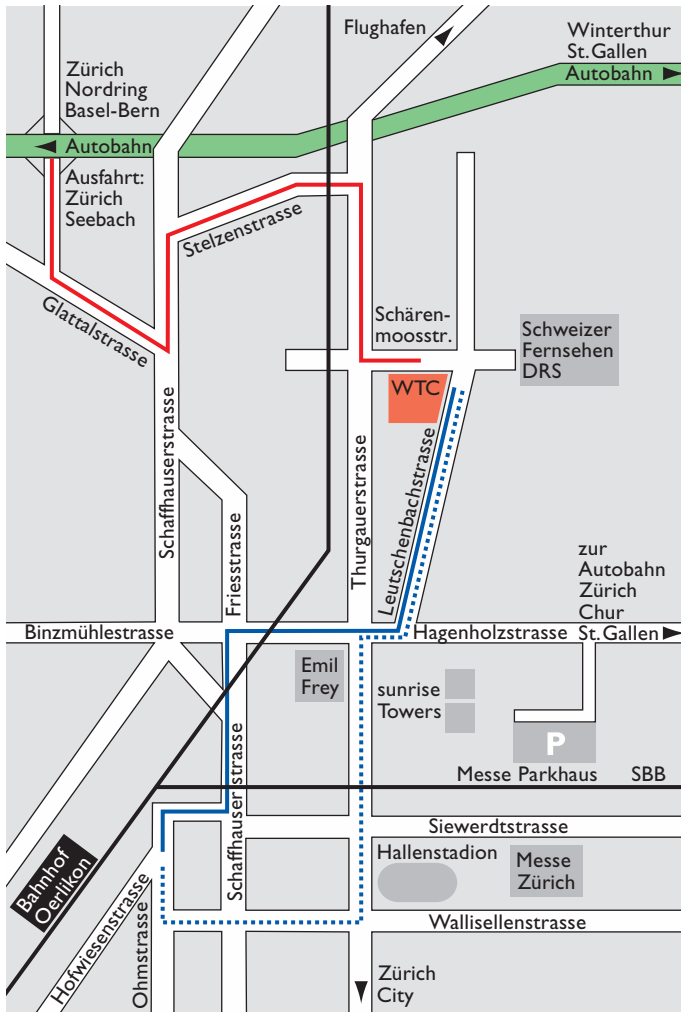 Flughafen
Winterthur
St. Gallen
Autobahn
Zürich
Nordring
Basel-Bern
Autobahn
Ausfahrt:
Zürich
Seebach
Stelzenstrasse
Glattalstrasse
Schären-
moosstr.
Schweizer
Fernsehen
DRS
WTC
Schaffhauserstrasse
Friesstrasse
Thurgauerstrasse
Leutschenbachstrasse
zur
Autobahn
Zürich
Chur
St. Gallen
Binzmühlestrasse
Hagenholzstrasse
Emil
Frey
sunrise
Towers
P
Messe Parkhaus
SBB
Schaffhauserstrasse
Siewerdtstrasse
Hallenstadion
Messe
Zürich
Bahnhof
Oerlikon
Hofwiesenstrasse
Ohmstrasse
Wallisellenstrasse
Zürich
City